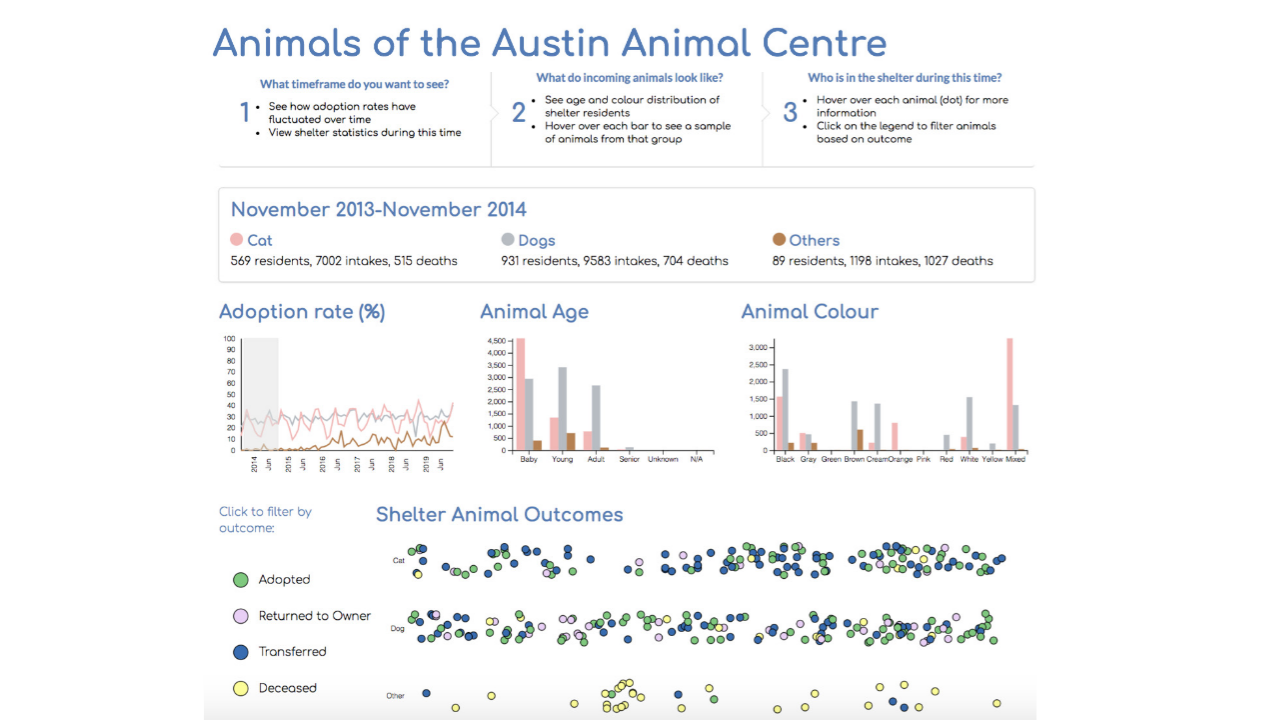 Animals of the Austin Animal Centre
What timeframe do you want to see?
1
• See how adoption rates have
fluctuated over time
• View shelter statistics during this time
What do incoming animals look like?
2
• See age and colour distribution of
shelter residents
• Hover over each bar to see a sample
of animals from that group
Who is in the shelter during this time?
3
• Hover over each animal (dot) for more
information
• Click on the legend to filter animals
based on outcome
November 2013-November 2014
Cat
569 residents, 7002 intakes, 515 deaths
Dogs
931 residents, 9583 intakes, 704 deaths
Others
89 residents, 1198 intakes, 1027 deaths
Adoption rate (%)
100
90
80
70
60
50
40
30
20
10
0
2014 Jun 2015 Jun 2016 Jun 2017 Jun 2018 Jun 2019 Jun
Animal Age
4,500
4,000
3,500
3,000
2,500
2,000
1,500
1,000
500
0
Baby Young Adult Senior Unknown N/A
Animal Colour
3,000
2,500
2,000
1,500
1,000
500
0
Black Gray Green Brown Cream Orange Pink Red White Yellow Mixed
Click to filter by
outcome:
Adopted
Returned to Owner
Transferred
Deceased
Shelter Animal Outcomes
Cat
Dog
Other